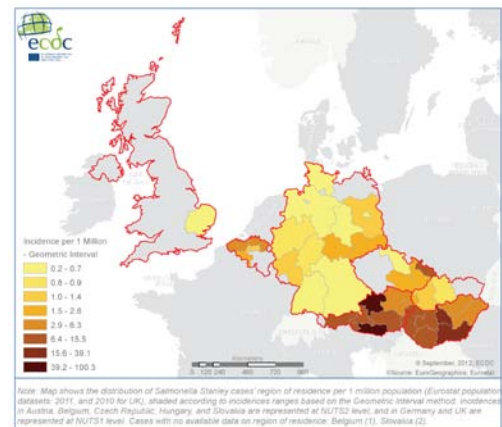 ecdc
Incidence per 1 Million
- Geometric Interval
0.2 - 0.7
0.8 - 0.9
1.0 - 1.4
1.5 - 2.8
2.9 - 6.3
6.4 - 15.5
15.6 - 39.1
39.2 - 100.3
Kilometers
© September, 2012, ECDC
©Source: EuroGeographics, Eurostat
Note: Map shows the distribution of Salmonella Stanley cases' region of residence per 1 million population (Eurostat population
datasets: 2011, and 2010 for UK), shaded according to incidences ranges based on the Geometric Interval method. Incidences
in Austria, Belgium, Czech Republic, Hungary, and Slovakia are represented at NUTS2 level, and in Germany and UK are
represented at NUTS1 level. Cases with no available data on region of residence: Belgium (1), Slovakia (2).